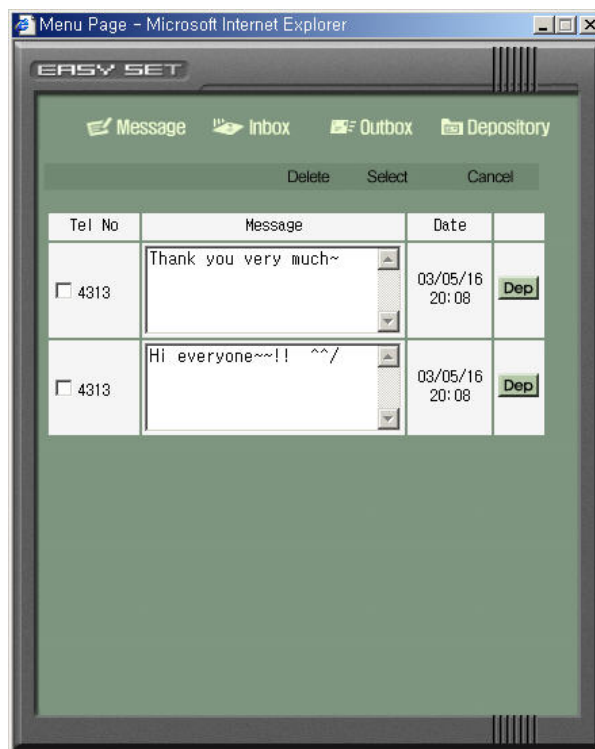 Menu Page - Microsoft Internet Explorer
EASY SET
Message Inbox Outbox Depository
Delete Select Cancel
Tel No Message Date
4313 Thank you very much~ 03/05/16 20:08 Dep
4313 Hi everyone~~!! ^^/ 03/05/16 20:08 Dep